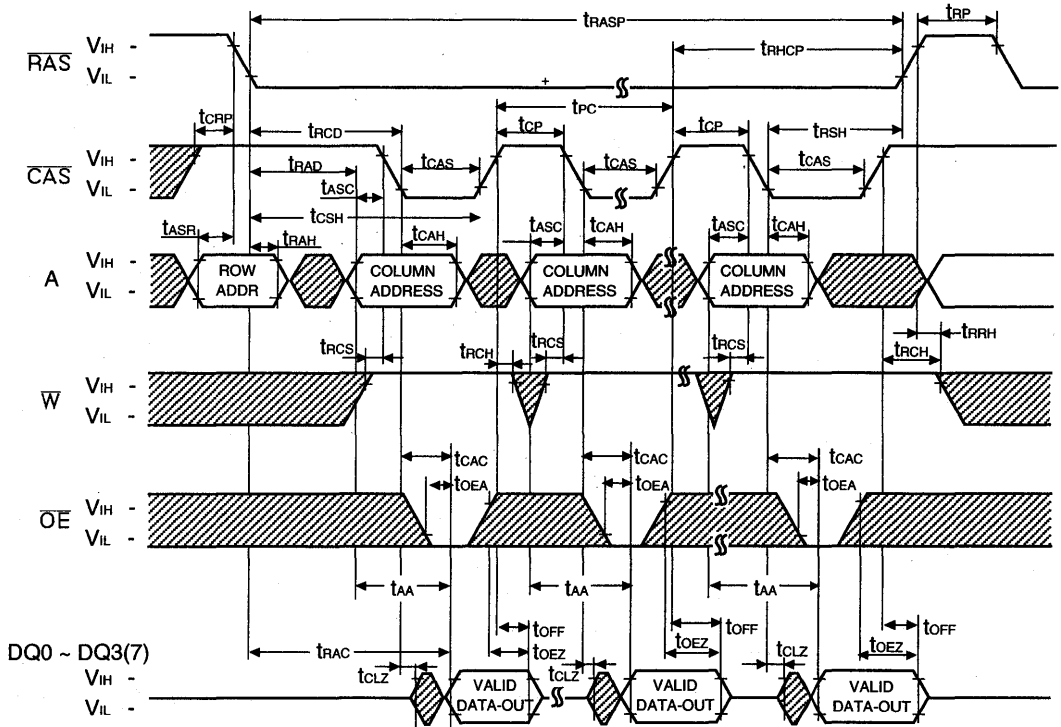 tRASP tRP
VIH -
RAS
VIL -
tRHCP
tCRP tRCD tCP tPC tCP tRSH
VIH -
CAS
VIL -
tRAD tASC tCAS tCAS tCAS
tCSH
tASR tRAH tCAH tASC tCAH tASC tCAH
VIH -
A
VIL -
ROW ADDR
COLUMN ADDRESS
COLUMN ADDRESS
COLUMN ADDRESS
tRRH
tRCS tRCH tRCS tRCS tRCH
VIH -
W
VIL -
tCAC tCAC tCAC
tOEA tOEA tOEA
VIH -
OE
VIL -
tAA tAA tAA
tOFF tOFF tOFF
DQ0 ~ DQ3(7)
tRAC tOEZ tOEZ tOEZ
tCLZ tCLZ tCLZ
VIH -
VIL -
VALID DATA-OUT
VALID DATA-OUT
VALID DATA-OUT